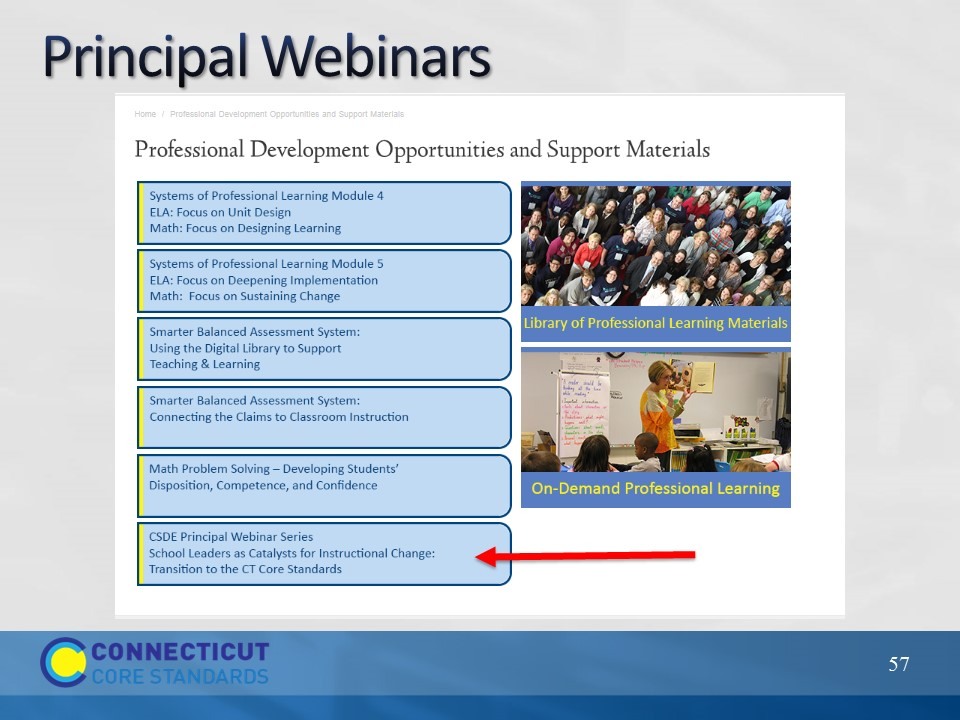 Principal Webinars
Home / Professional Development Opportunities and Support Materials
Professional Development Opportunities and Support Materials
Systems of Professional Learning Module 4
ELA: Focus on Unit Design
Math: Focus on Designing Learning
Systems of Professional Learning Module 5
ELA: Focus on Deepening Implementation
Math:  Focus on Sustaining Change
Smarter Balanced Assessment System:
Using the Digital Library to Support
Teaching & Learning
Smarter Balanced Assessment System:
Connecting the Claims to Classroom Instruction
Math Problem Solving – Developing Students’
Disposition, Competence, and Confidence
CSDE Principal Webinar Series
School Leaders as Catalysts for Instructional Change:
Transition to the CT Core Standards
Library of Professional Learning Materials
On-Demand Professional Learning
CONNECTICUT
CORE STANDARDS
57